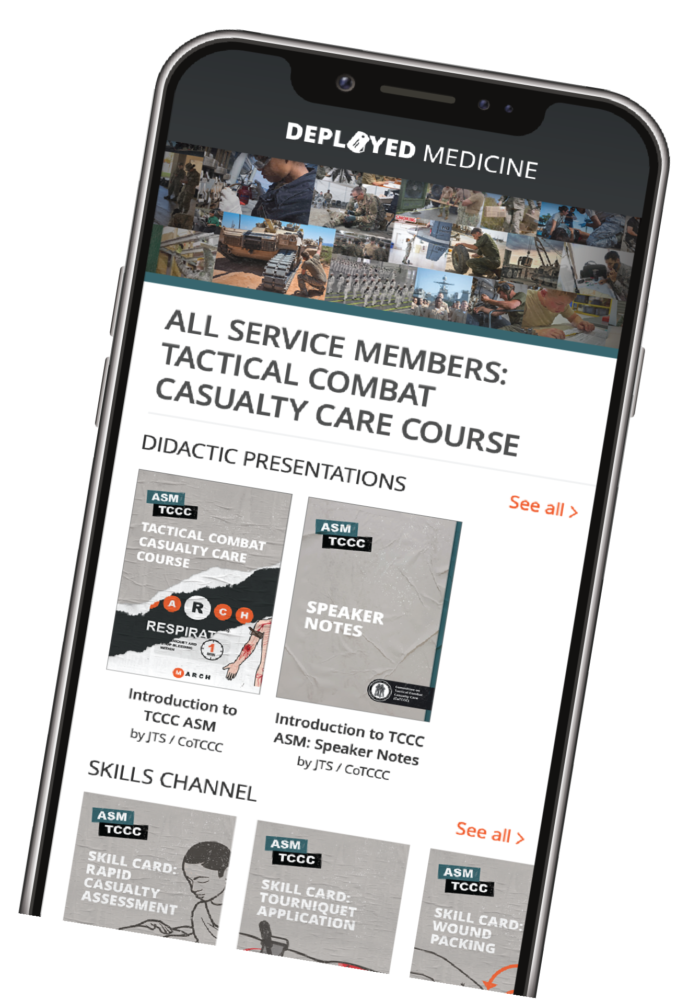 DEPLOYED MEDICINE
SMOKING
ALL SERVICE MEMBERS:
TACTICAL COMBAT
CASUALTY CARE COURSE
DIDACTIC PRESENTATIONS
See all >
ASM
TCCC
TACTICAL COMBAT
CASUALTY CARE
COURSE
A R C H
RESPIRAT
NIQUET AND
STOP BLEEDING
WITHIN
1
MIN
MARCH
Introduction to
TCCC ASM
by JTS / CoTCCC
ASM
TCCC
SPEAKER
NOTES
Committee on
Tactical Combat
Casualty Care
(CoTCCC)
Introduction to TCCC
ASM: Speaker Notes
by JTS / CoTCCC
SKILLS CHANNEL
See all >
ASM
TCCC
SKILL CARD:
RAPID
CASUALTY
ASSESSMENT
ASM
TCCC
SKILL CARD:
TOURNIQUET
APPLICATION
ASM
TCCC
SKILL CARD:
WOUND
PACKING